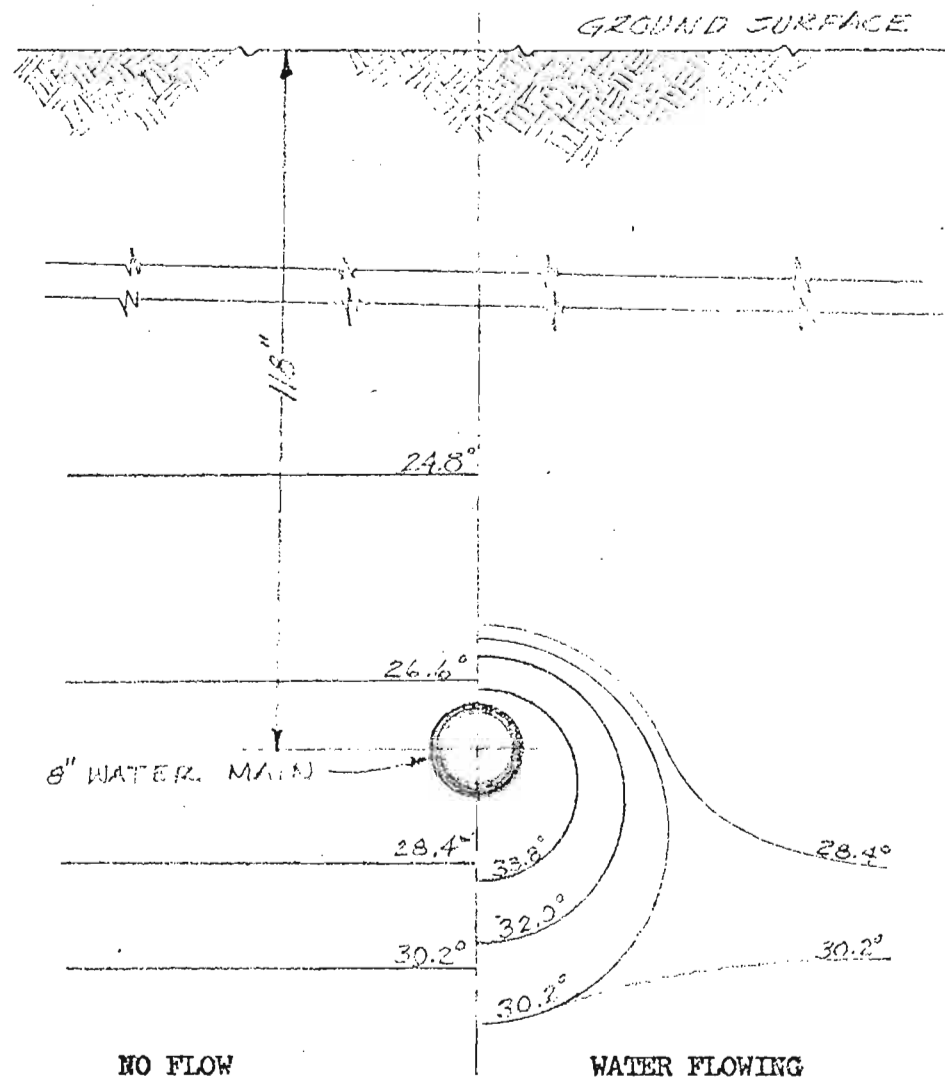 GROUND SURFACE
118"
24.8°
26.6°
8" WATER MAIN
28.4°
33.8°
28.4°
32.0°
30.2°
30.2°
30.2°
NO FLOW
WATER FLOWING